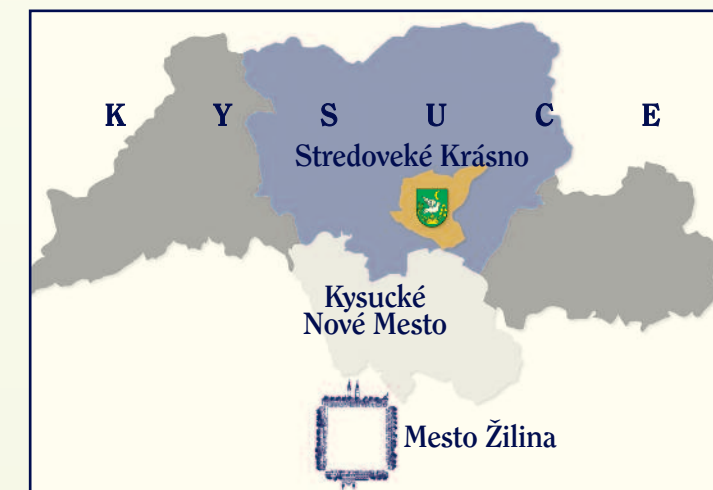 K Y S U C E
Stredoveké Krásno
Kysucké
Nové Mesto
Mesto Žilina